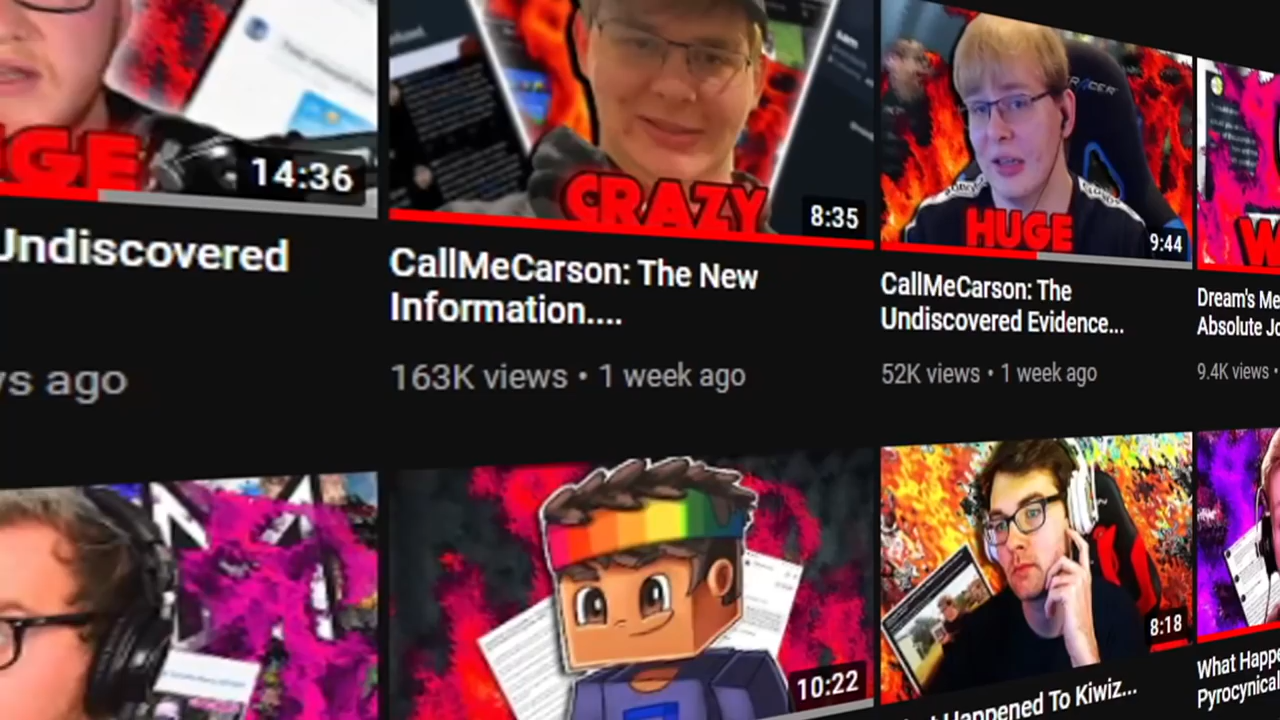 14:36
Undiscovered
ys ago
CRAZY
8:35
CallMeCarson: The New
Information....
163K views • 1 week ago
HUGE
9:44
CallMeCarson: The
Undiscovered Evidence...
52K views • 1 week ago
Dream's Me
Absolute Jo
9.4K views •
10:22
8:18
Happened To Kiwiz...
What Happe
Pyrocynical